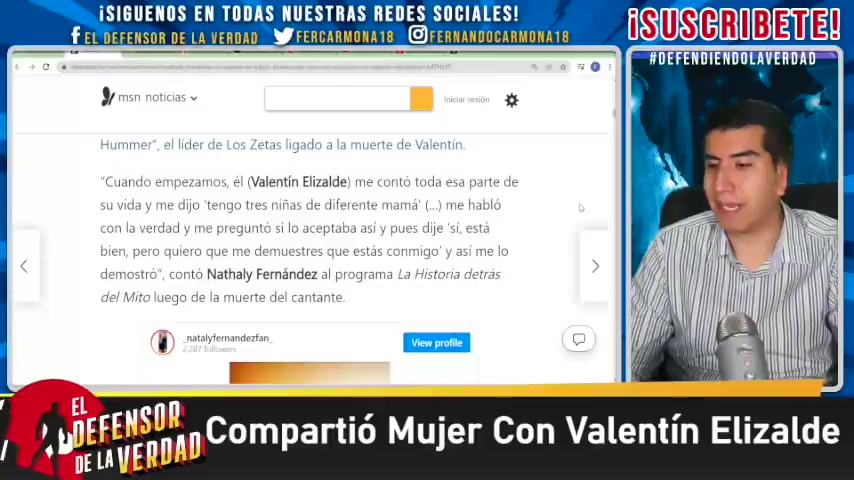 ¡SIGUENOS EN TODAS NUESTRAS REDES SOCIALES!
EL DEFENSOR DE LA VERDAD
FERCARMONA18
FERNANDOCARMONA18
¡SUSCRIBETE!
#DEFENDIENDOLAVERDAD
msn noticias
Iniciar sesión
Hummer", el líder de Los Zetas ligado a la muerte de Valentín.
"Cuando empezamos, él (Valentín Elizalde) me contó toda esa parte de
su vida y me dijo 'tengo tres niñas de diferente mamá' (...) me habló
con la verdad y me preguntó si lo aceptaba así y pues dije 'sí, está
bien, pero quiero que me demuestres que estás conmigo' y así me lo
demostró", contó Nathaly Fernández al programa La Historia detrás
del Mito luego de la muerte del cantante.
_natalyfernandezfan_
2,287 followers
View profile
EL
DEFENSOR
DE LA VERDAD
Compartió Mujer Con Valentín Elizalde